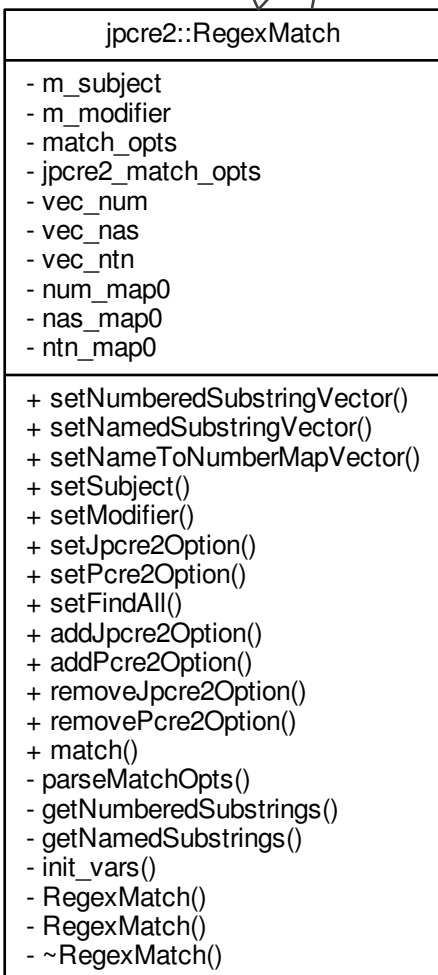 jpcre2::RegexMatch
- m_subject
- m_modifier
- match_opts
- jpcre2_match_opts
- vec_num
- vec_nas
- vec_ntn
- num_map0
- nas_map0
- ntn_map0
+ setNumberedSubstringVector()
+ setNamedSubstringVector()
+ setNameToNumberMapVector()
+ setSubject()
+ setModifier()
+ setJpcre2Option()
+ setPcre2Option()
+ setFindAll()
+ addJpcre2Option()
+ addPcre2Option()
+ removeJpcre2Option()
+ removePcre2Option()
+ match()
- parseMatchOpts()
- getNumberedSubstrings()
- getNamedSubstrings()
- init_vars()
- RegexMatch()
- RegexMatch()
- ~RegexMatch()